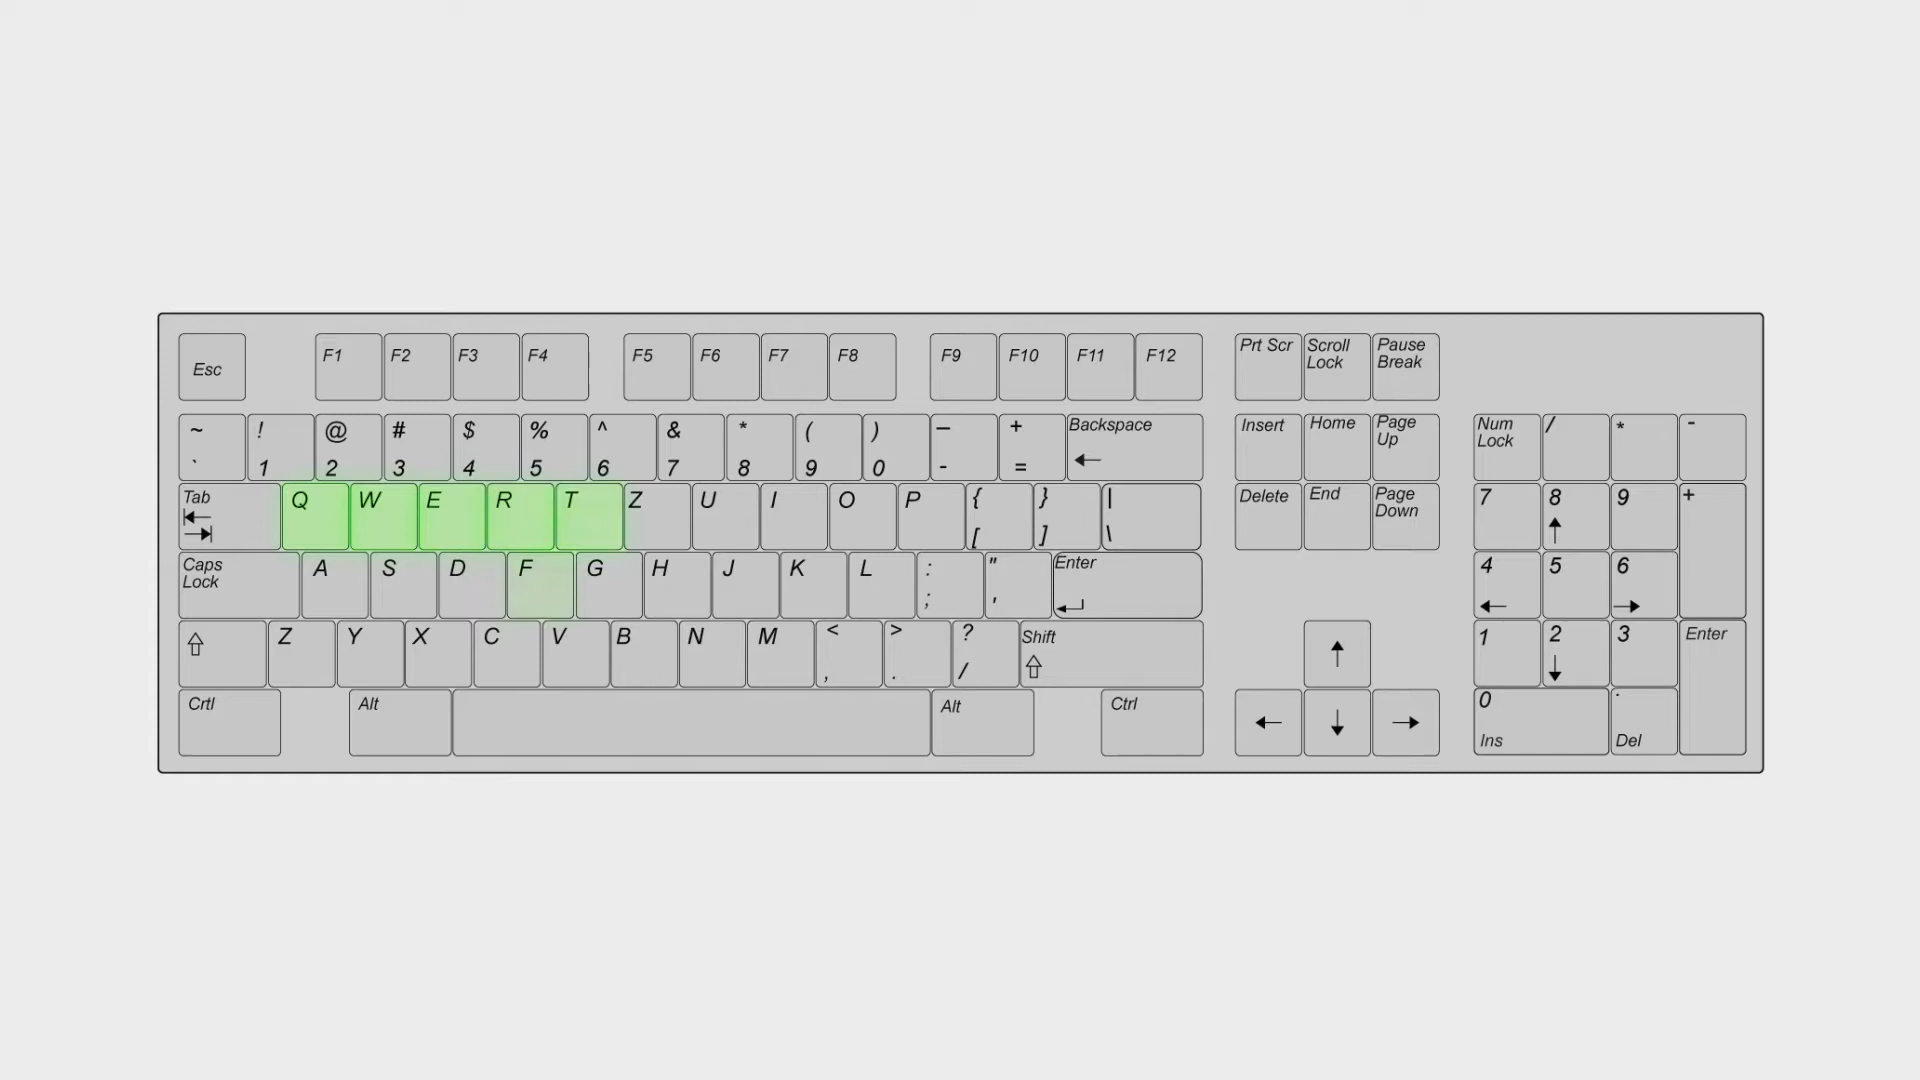 Esc F1 F2 F3 F4 F5 F6 F7 F8 F9 F10 F11 F12 Prt Scr Scroll Lock Pause Break
~ ! @ # $ % ^ & * ( ) — + Backspace Insert Home Page Up Num Lock / * -
` 1 2 3 4 5 6 7 8 9 0 - =
Tab Q W E R T Z U I O P { } | Delete End Page Down 7 8 9 +
[ ] \
Caps Lock A S D F G H J K L : " Enter 4 5 6
; '
Z Y X C V B N M < > ? Shift 1 2 3 Enter
, . /
Crtl Alt Alt Ctrl 0 .
Ins Del